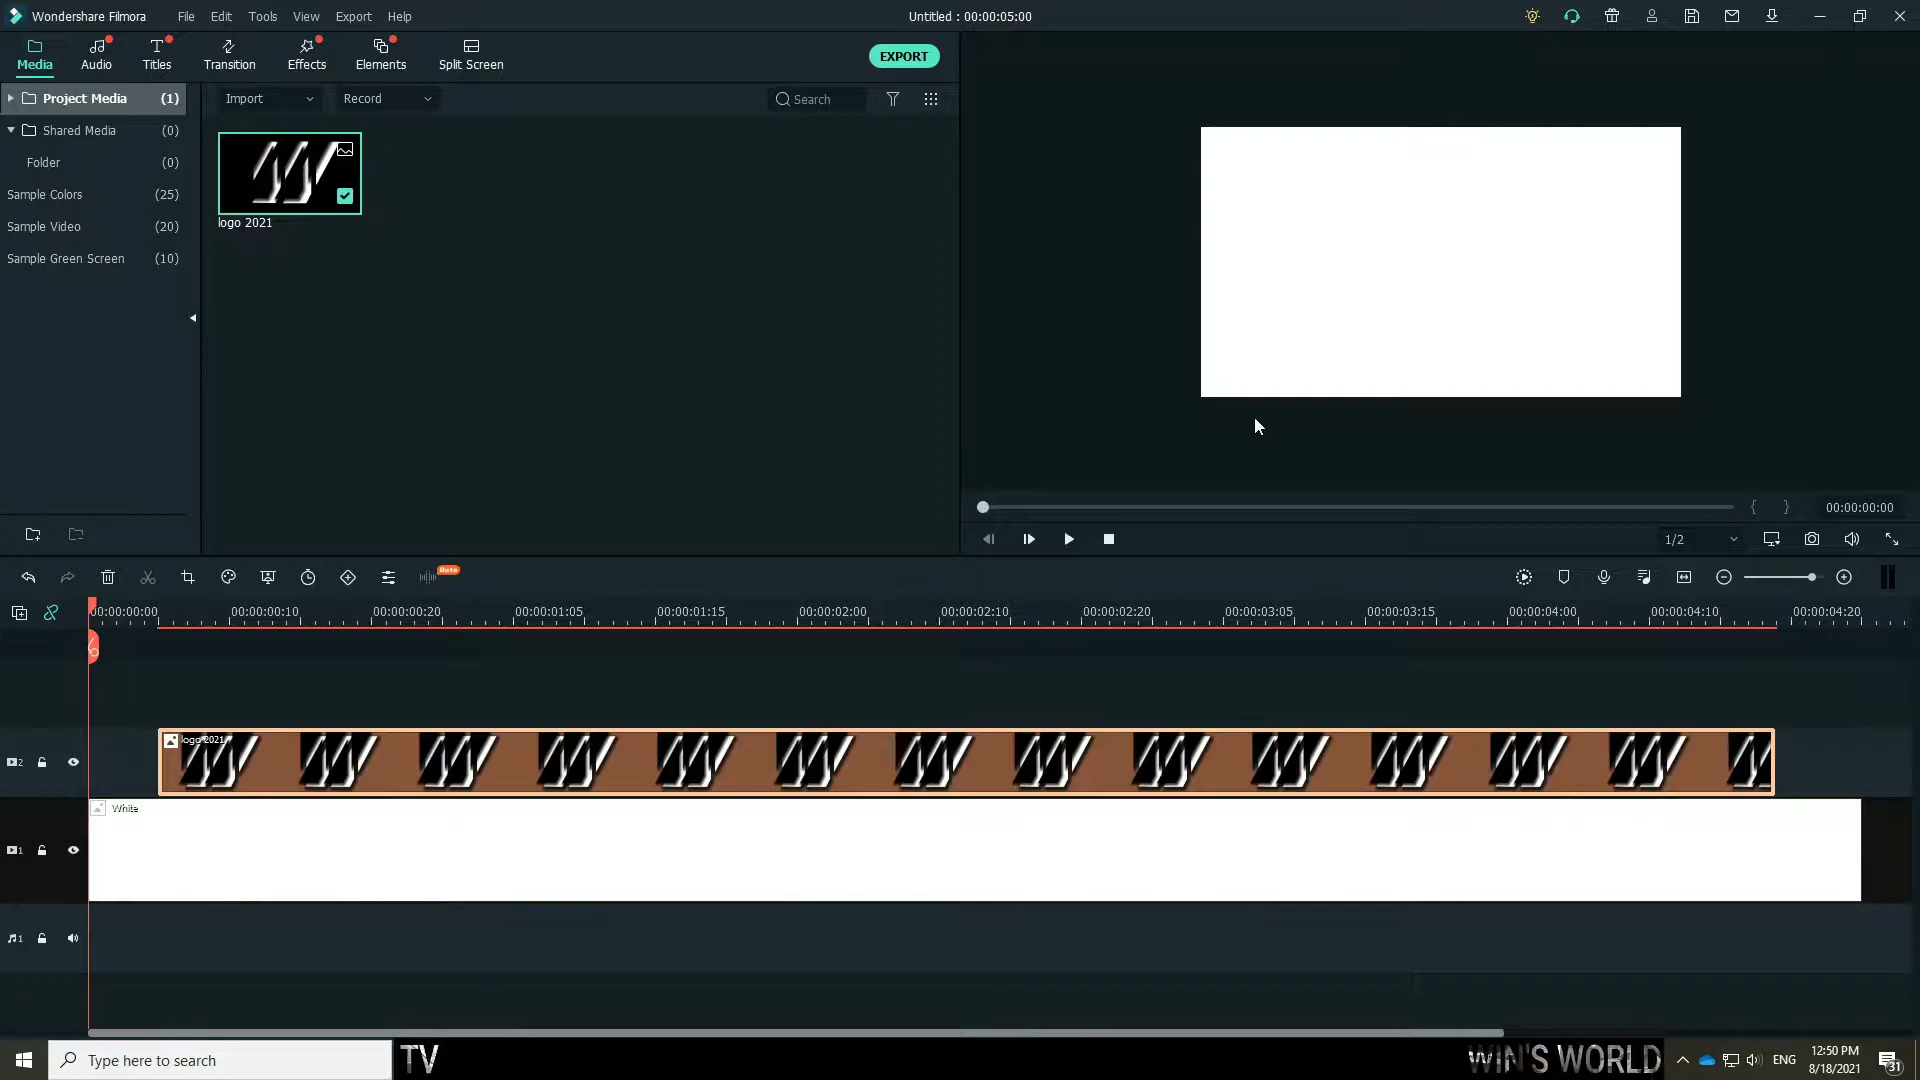 Wondershare Filmora File Edit Tools View Export Help Untitled : 00:00:05:00
Media Audio Titles Transition Effects Elements Split Screen EXPORT
Project Media (1)
Import Record Search
Shared Media (0)
Folder (0)
Sample Colors (25)
Sample Video (20)
Sample Green Screen (10)
logo 2021
{ } 00:00:00:00
1/2
Beta
00:00:00:00 00:00:00:10 00:00:00:20 00:00:01:05 00:00:01:15 00:00:02:00 00:00:02:10 00:00:02:20 00:00:03:05 00:00:03:15 00:00:04:00 00:00:04:10 00:00:04:20
logo 2021
2
White
1
1
Type here to search TV WIN'S WORLD ENG 12:50 PM
8/18/2021 31